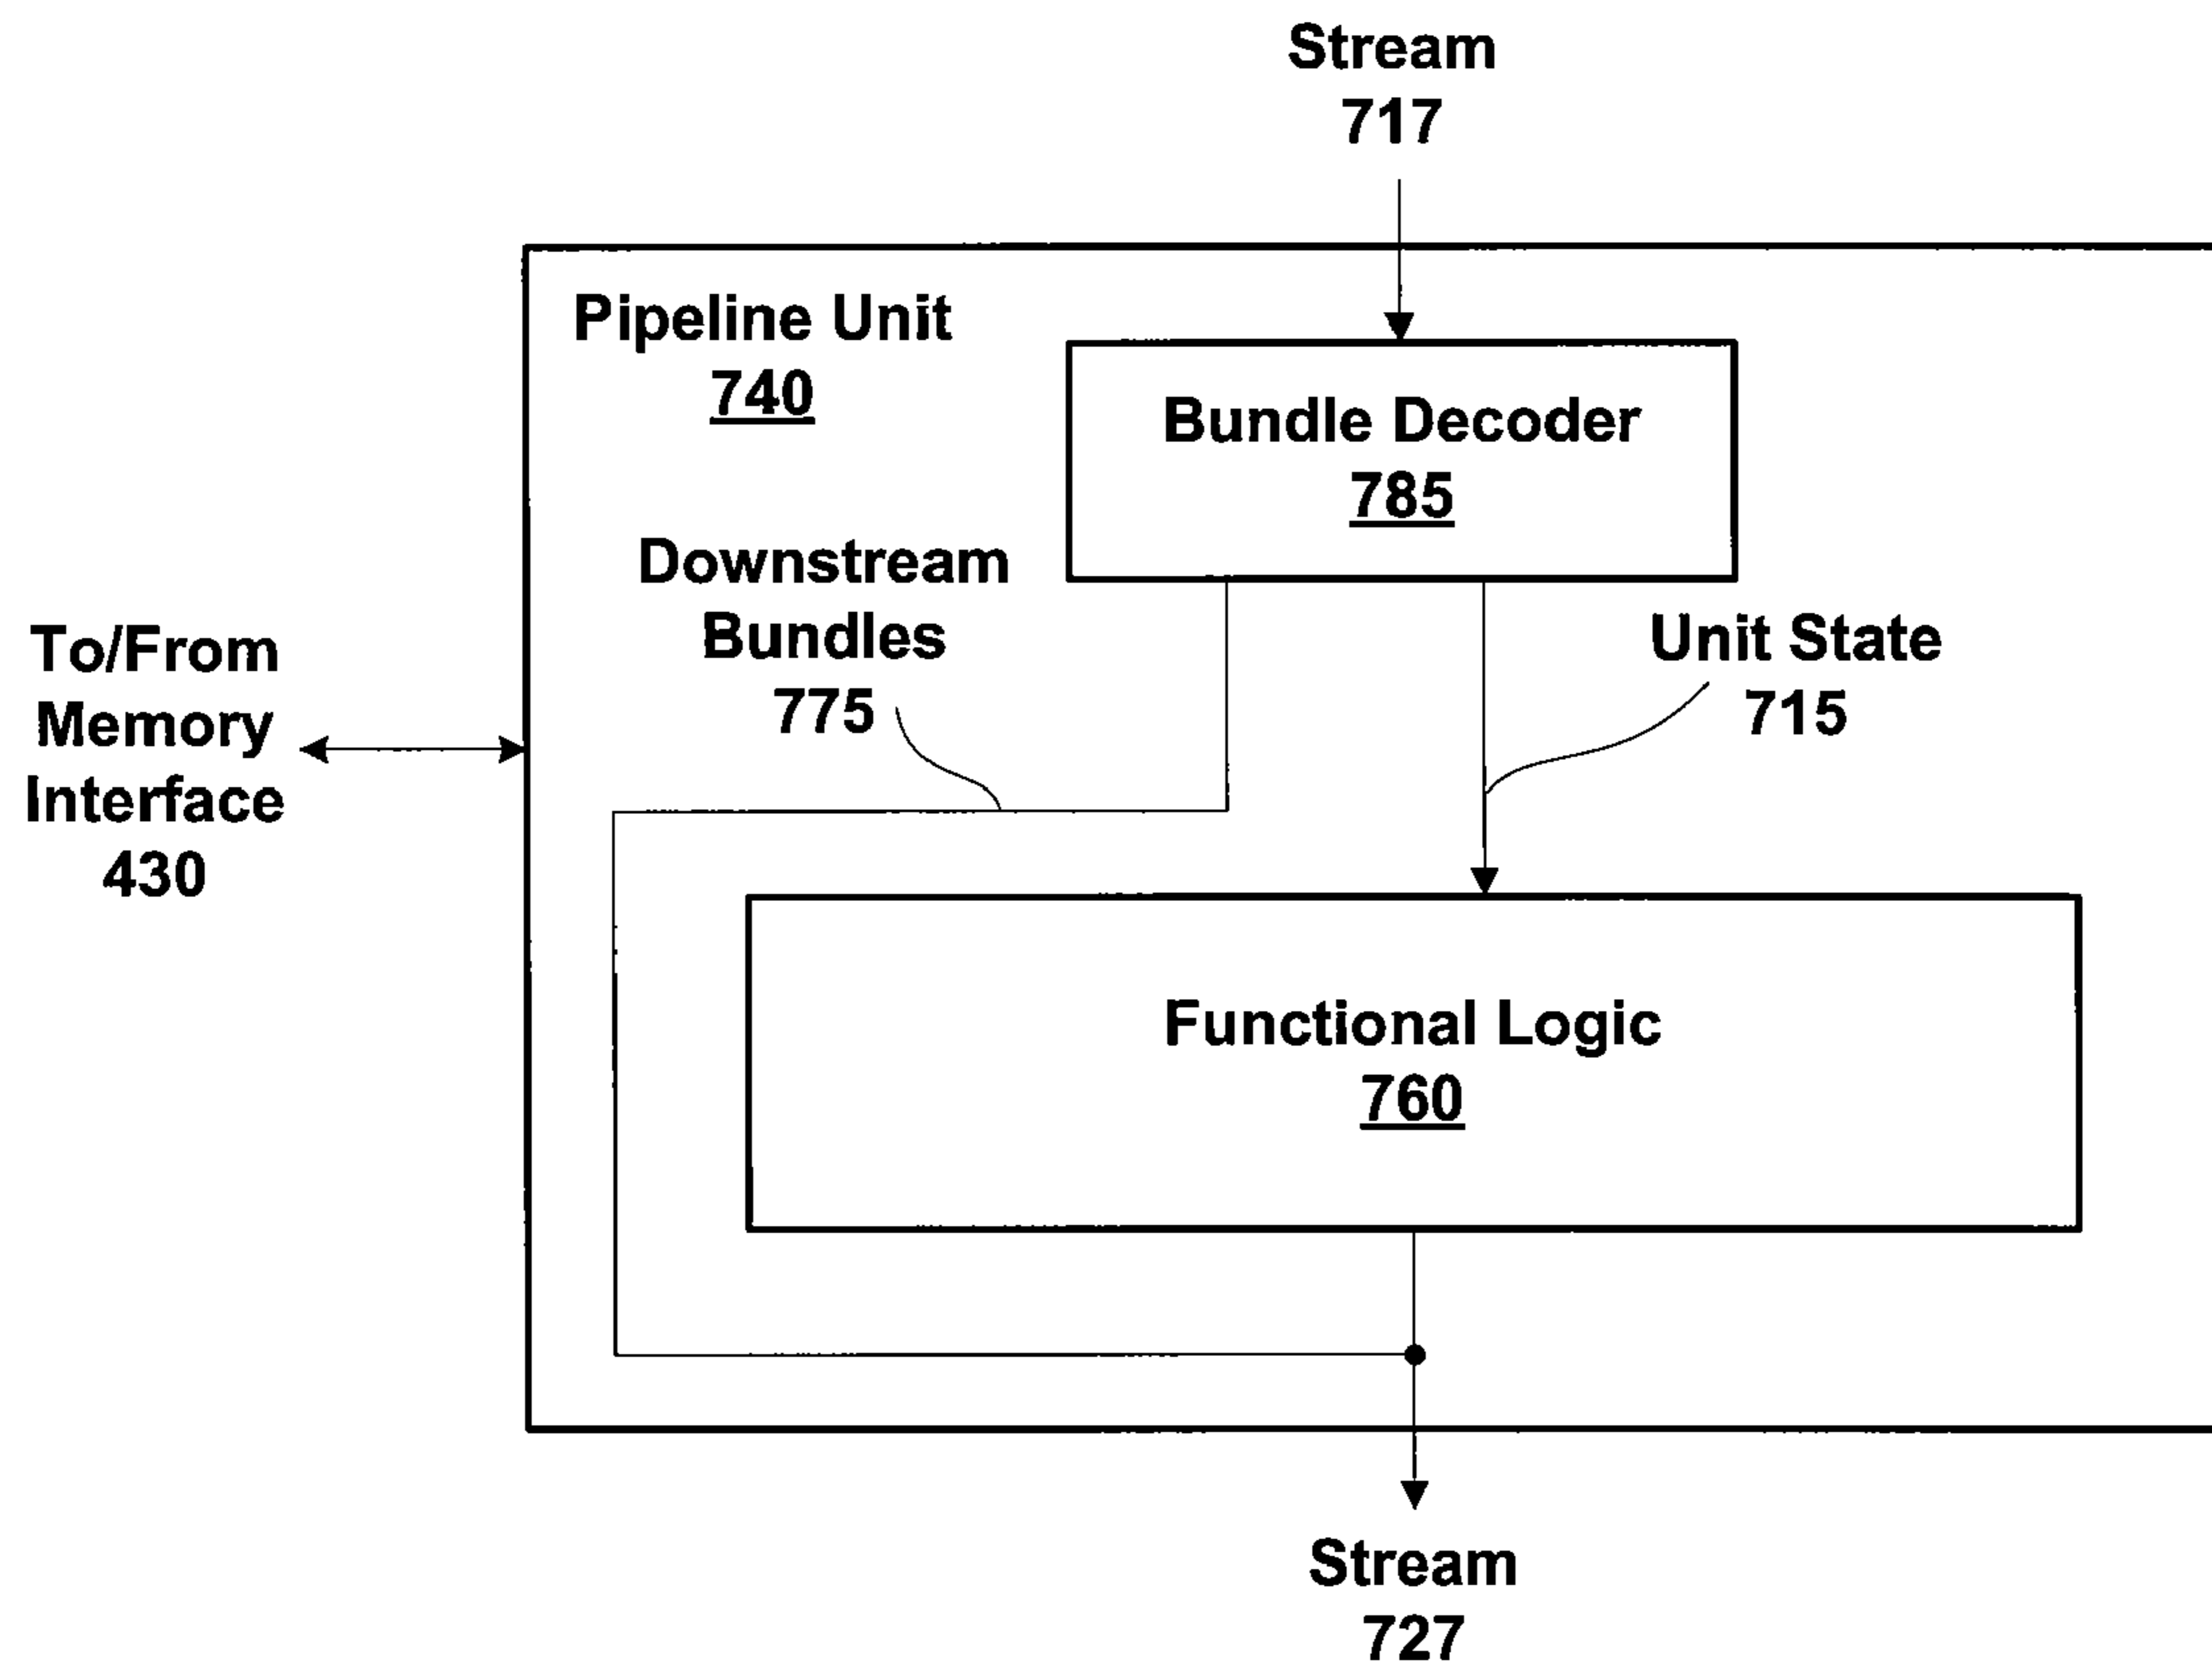 Stream
717
Pipeline Unit
740
Bundle Decoder
785
Downstream
Bundles
775
Unit State
715
To/From
Memory
Interface
430
Functional Logic
760
Stream
727